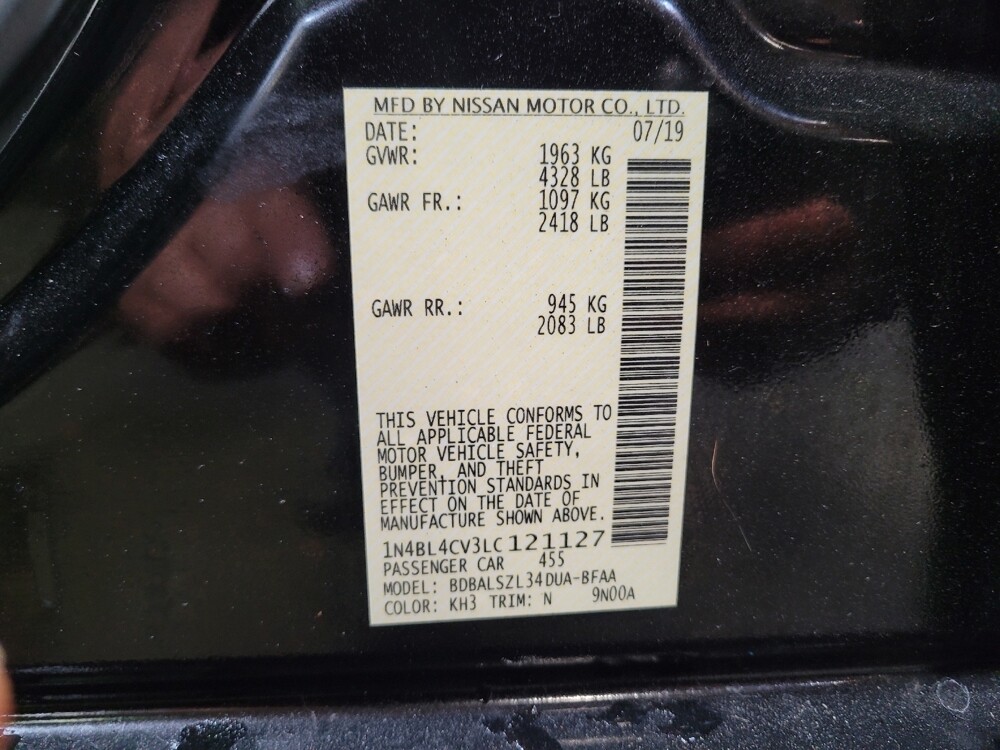 MFD BY NISSAN MOTOR CO., LTD.
DATE: 07/19
GVWR: 1963 KG
4328 LB
GAWR FR.: 1097 KG
2418 LB
GAWR RR.: 945 KG
2083 LB
THIS VEHICLE CONFORMS TO
ALL APPLICABLE FEDERAL
MOTOR VEHICLE SAFETY,
BUMPER, AND THEFT
PREVENTION STANDARDS IN
EFFECT ON THE DATE OF
MANUFACTURE SHOWN ABOVE.
1N4BL4CV3LC121127
PASSENGER CAR 455
MODEL: BDBALSZL34DUA-BFAA
COLOR: KH3 TRIM: N 9N00A